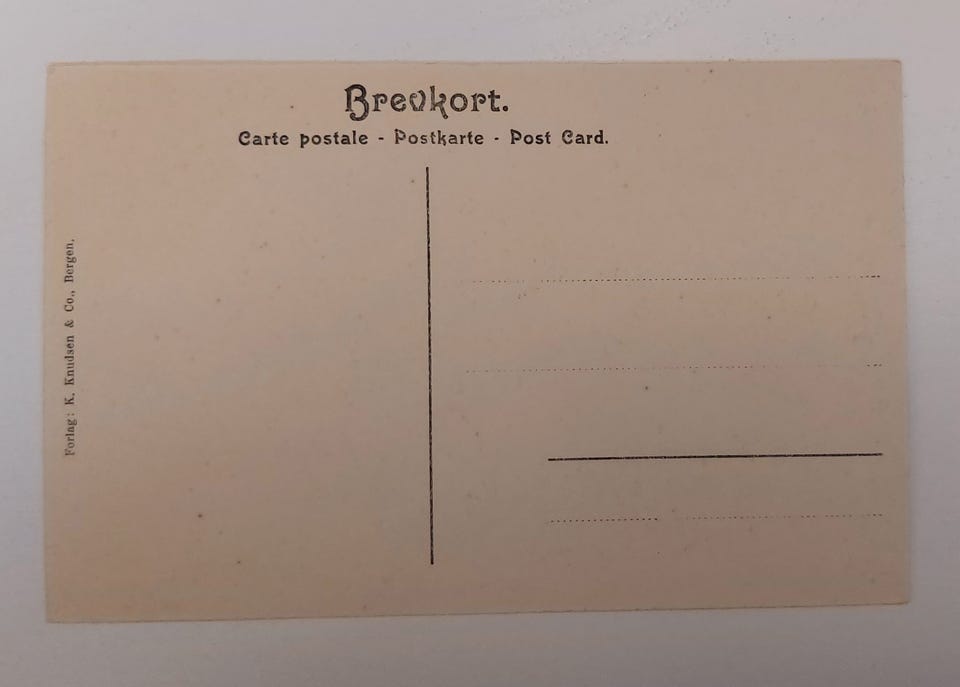 Brevkort.
Carte postale - Postkarte - Post Card.
Forlag: K. Knudsen & Co., Bergen.